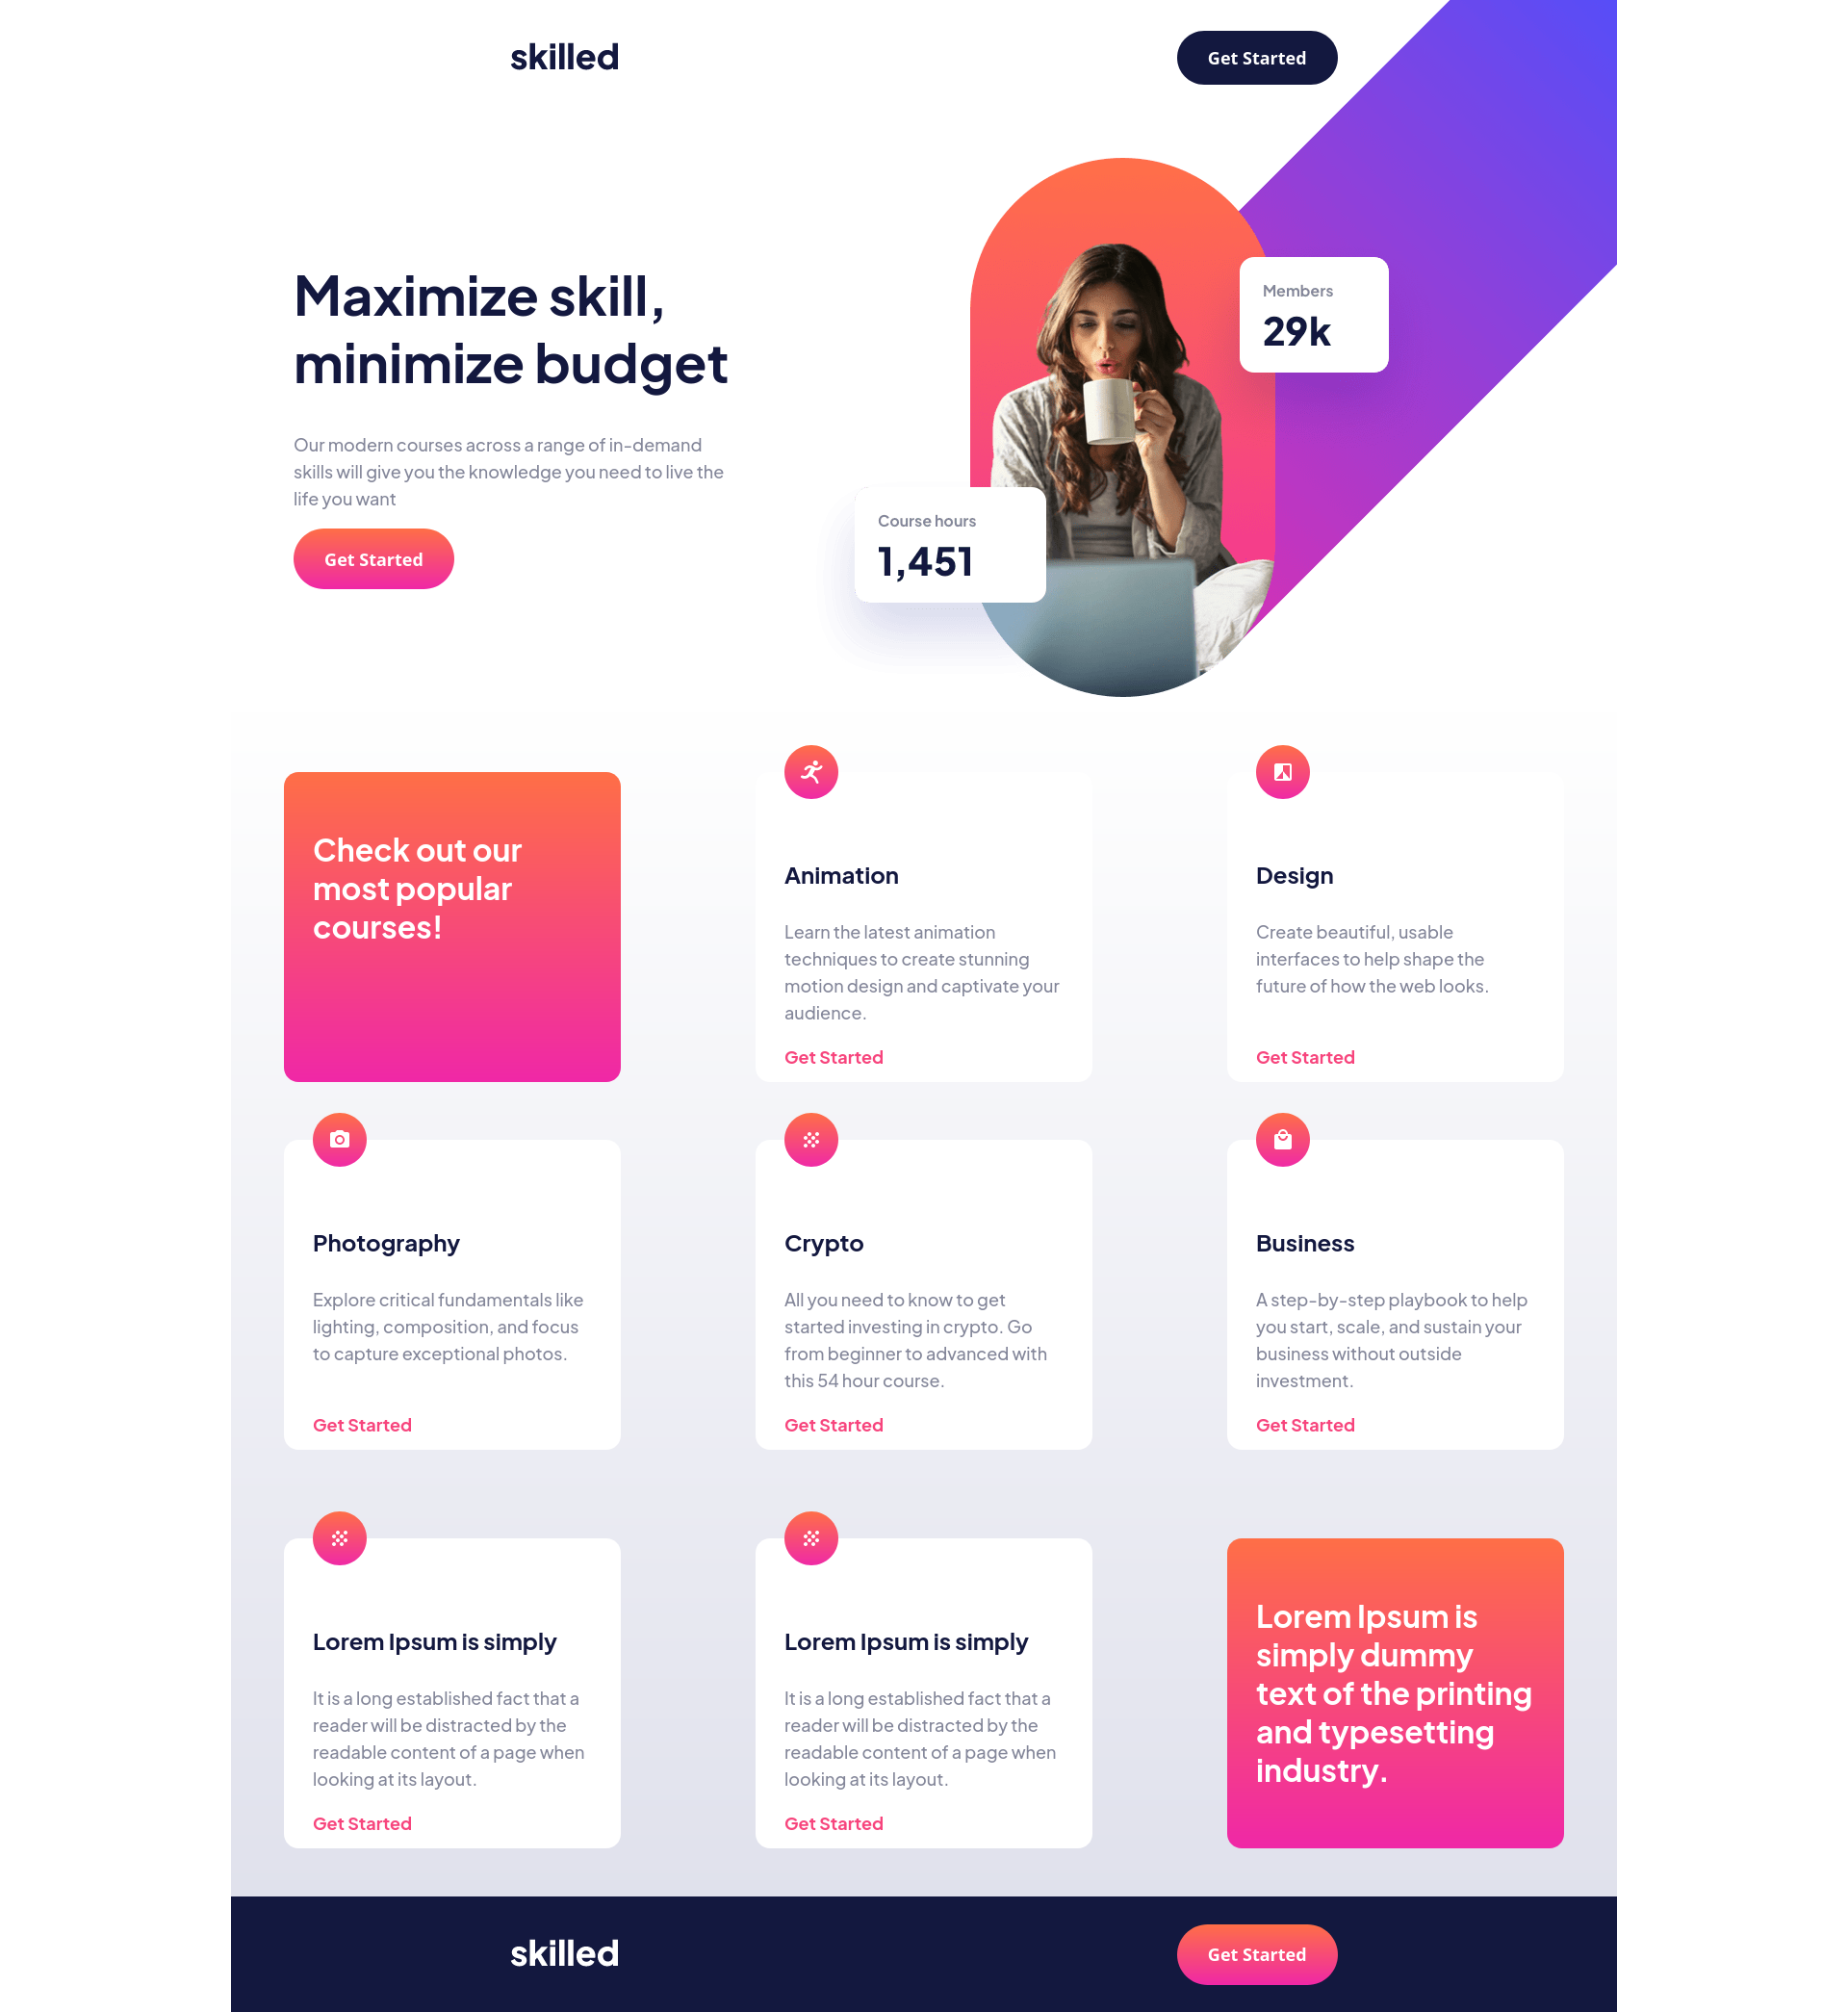 skilled
Get Started
Maximize skill,
minimize budget
Our modern courses across a range of in-demand
skills will give you the knowledge you need to live the
life you want
Get Started
Members
29k
Course hours
1,451
Check out our
most popular
courses!
Animation
Learn the latest animation
techniques to create stunning
motion design and captivate your
audience.
Get Started
Design
Create beautiful, usable
interfaces to help shape the
future of how the web looks.
Get Started
Photography
Explore critical fundamentals like
lighting, composition, and focus
to capture exceptional photos.
Get Started
Crypto
All you need to know to get
started investing in crypto. Go
from beginner to advanced with
this 54 hour course.
Get Started
Business
A step-by-step playbook to help
you start, scale, and sustain your
business without outside
investment.
Get Started
Lorem Ipsum is simply
It is a long established fact that a
reader will be distracted by the
readable content of a page when
looking at its layout.
Get Started
Lorem Ipsum is simply
It is a long established fact that a
reader will be distracted by the
readable content of a page when
looking at its layout.
Get Started
Lorem Ipsum is
simply dummy
text of the printing
and typesetting
industry.
skilled
Get Started